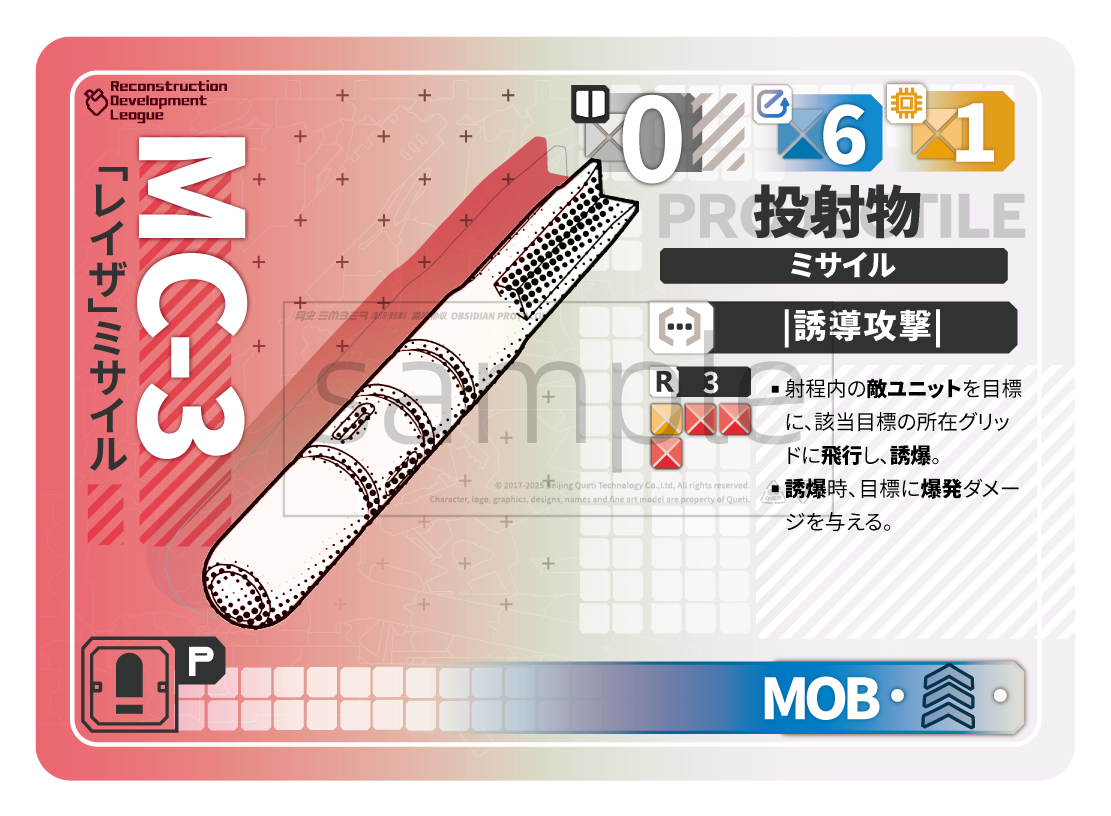 Reconstruction
Development
League
MC-3
「レイザ」ミサイル
0
6
1
投射物
ミサイル
|誘導攻撃|
R 3
▪ 射程内の敵ユニットを目標
に、該当目標の所在グリッ
ドに飛行し、誘爆。
▪ 誘爆時、目標に爆発ダメー
ジを与える。
sample
© 2017-2025 Beijing Queti Technology Co.,Ltd, All rights reserved.
Character, logo, graphics, designs, names and fine art model are property of Queti.
P
MOB